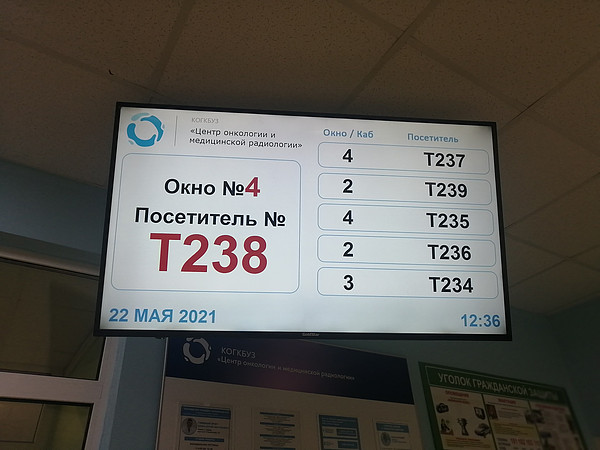 КОГКБУЗ
«Центр онкологии и
медицинской радиологии»
Окно №4
Посетитель №
Т238
Окно / Каб Посетитель
4 Т237
2 Т239
4 Т235
2 Т236
3 Т234
22 МАЯ 2021
12:36
КОГКБУЗ
«Центр онкологии и медицинской радиологии»
УГОЛОК ГРАЖДАНСКОЙ ЗАЩИТЫ